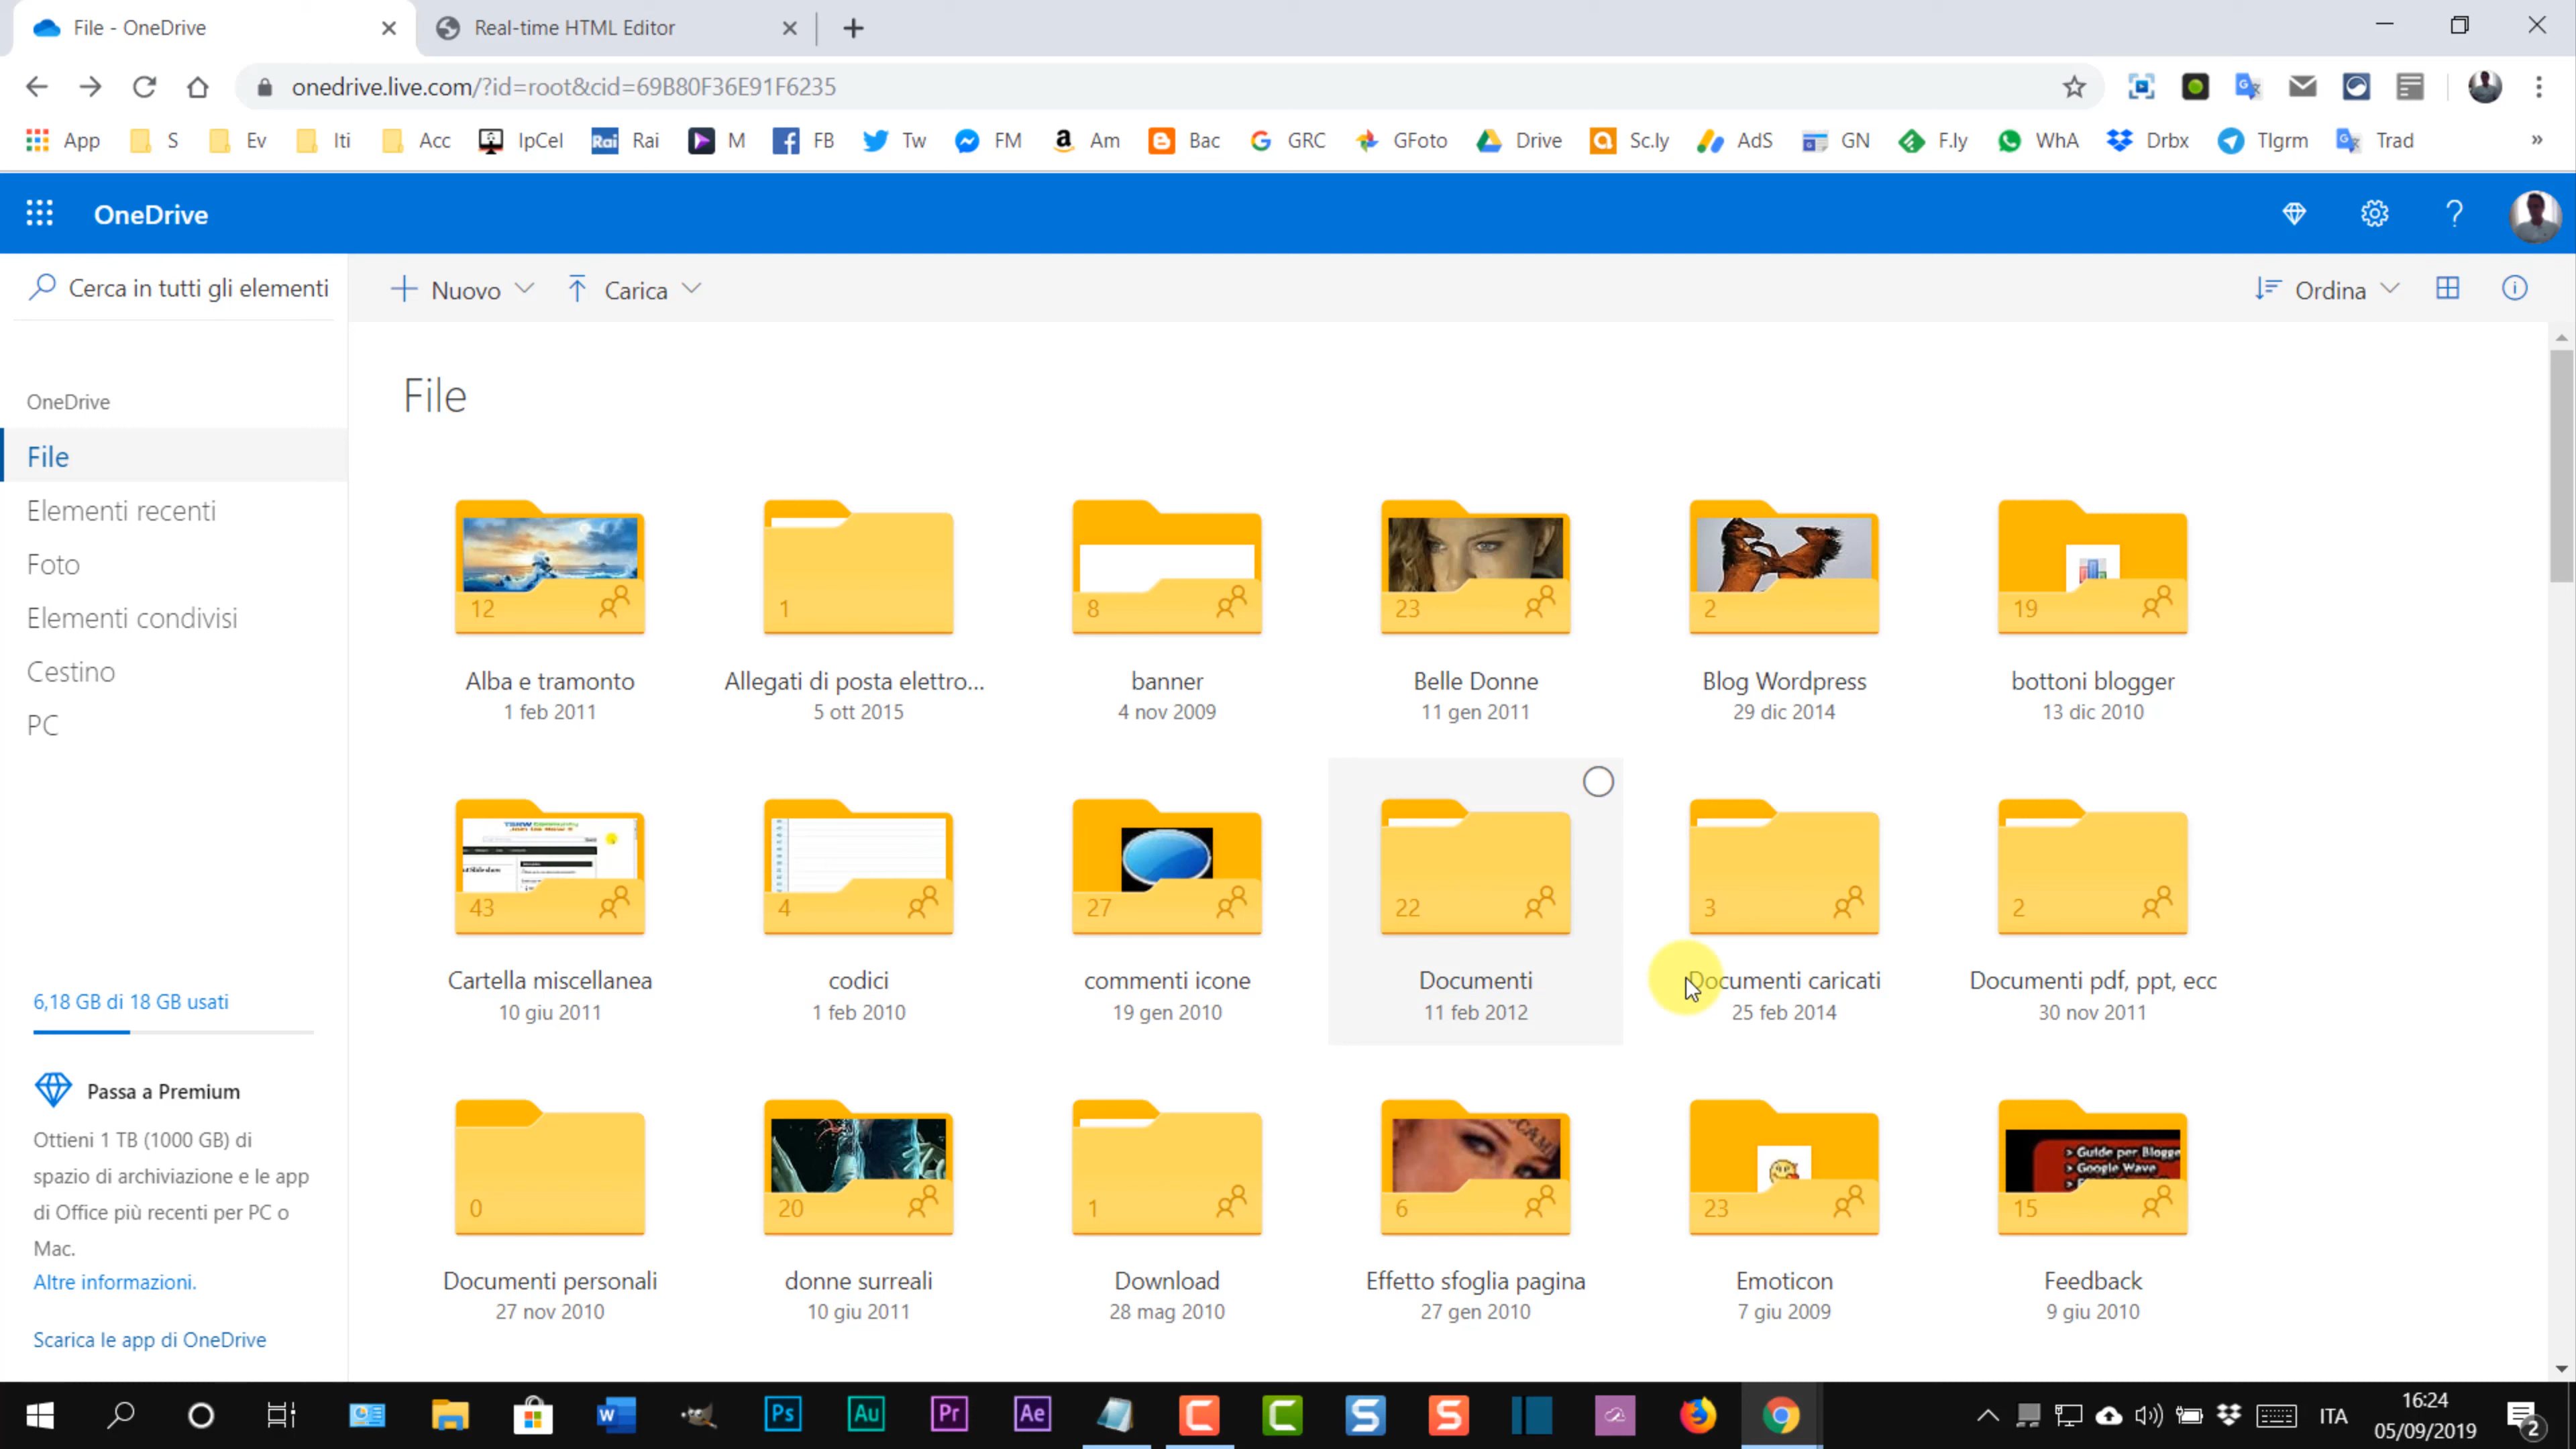 File - OneDrive
Real-time HTML Editor
onedrive.live.com/?id=root&cid=69B80F36E91F6235
App S Ev Iti Acc IpCel Rai Rai M FB Tw FM Am Bac GRC GFoto Drive Sc.ly AdS GN F.ly WhA Drbx Tlgrm Trad »
OneDrive
Cerca in tutti gli elementi
Nuovo
Carica
Ordina
OneDrive
File
Elementi recenti
Foto
Elementi condivisi
Cestino
PC
6,18 GB di 18 GB usati
Passa a Premium
Ottieni 1 TB (1000 GB) di
spazio di archiviazione e le app
di Office più recenti per PC o
Mac.
Altre informazioni.
Scarica le app di OneDrive
File
12 1 8 23 2 19
Alba e tramonto Allegati di posta elettro... banner Belle Donne Blog Wordpress bottoni blogger
1 feb 2011 5 ott 2015 4 nov 2009 11 gen 2011 29 dic 2014 13 dic 2010
43 4 27 22 3 2
Cartella miscellanea codici commenti icone Documenti Documenti caricati Documenti pdf, ppt, ecc
10 giu 2011 1 feb 2010 19 gen 2010 11 feb 2012 25 feb 2014 30 nov 2011
> Guide per Blogge
> Google Wave
0 20 1 6 23 15
Documenti personali donne surreali Download Effetto sfoglia pagina Emoticon Feedback
27 nov 2010 10 giu 2011 28 mag 2010 27 gen 2010 7 giu 2009 9 giu 2010
Ps Au Pr Ae
ITA
16:24
05/09/2019
2